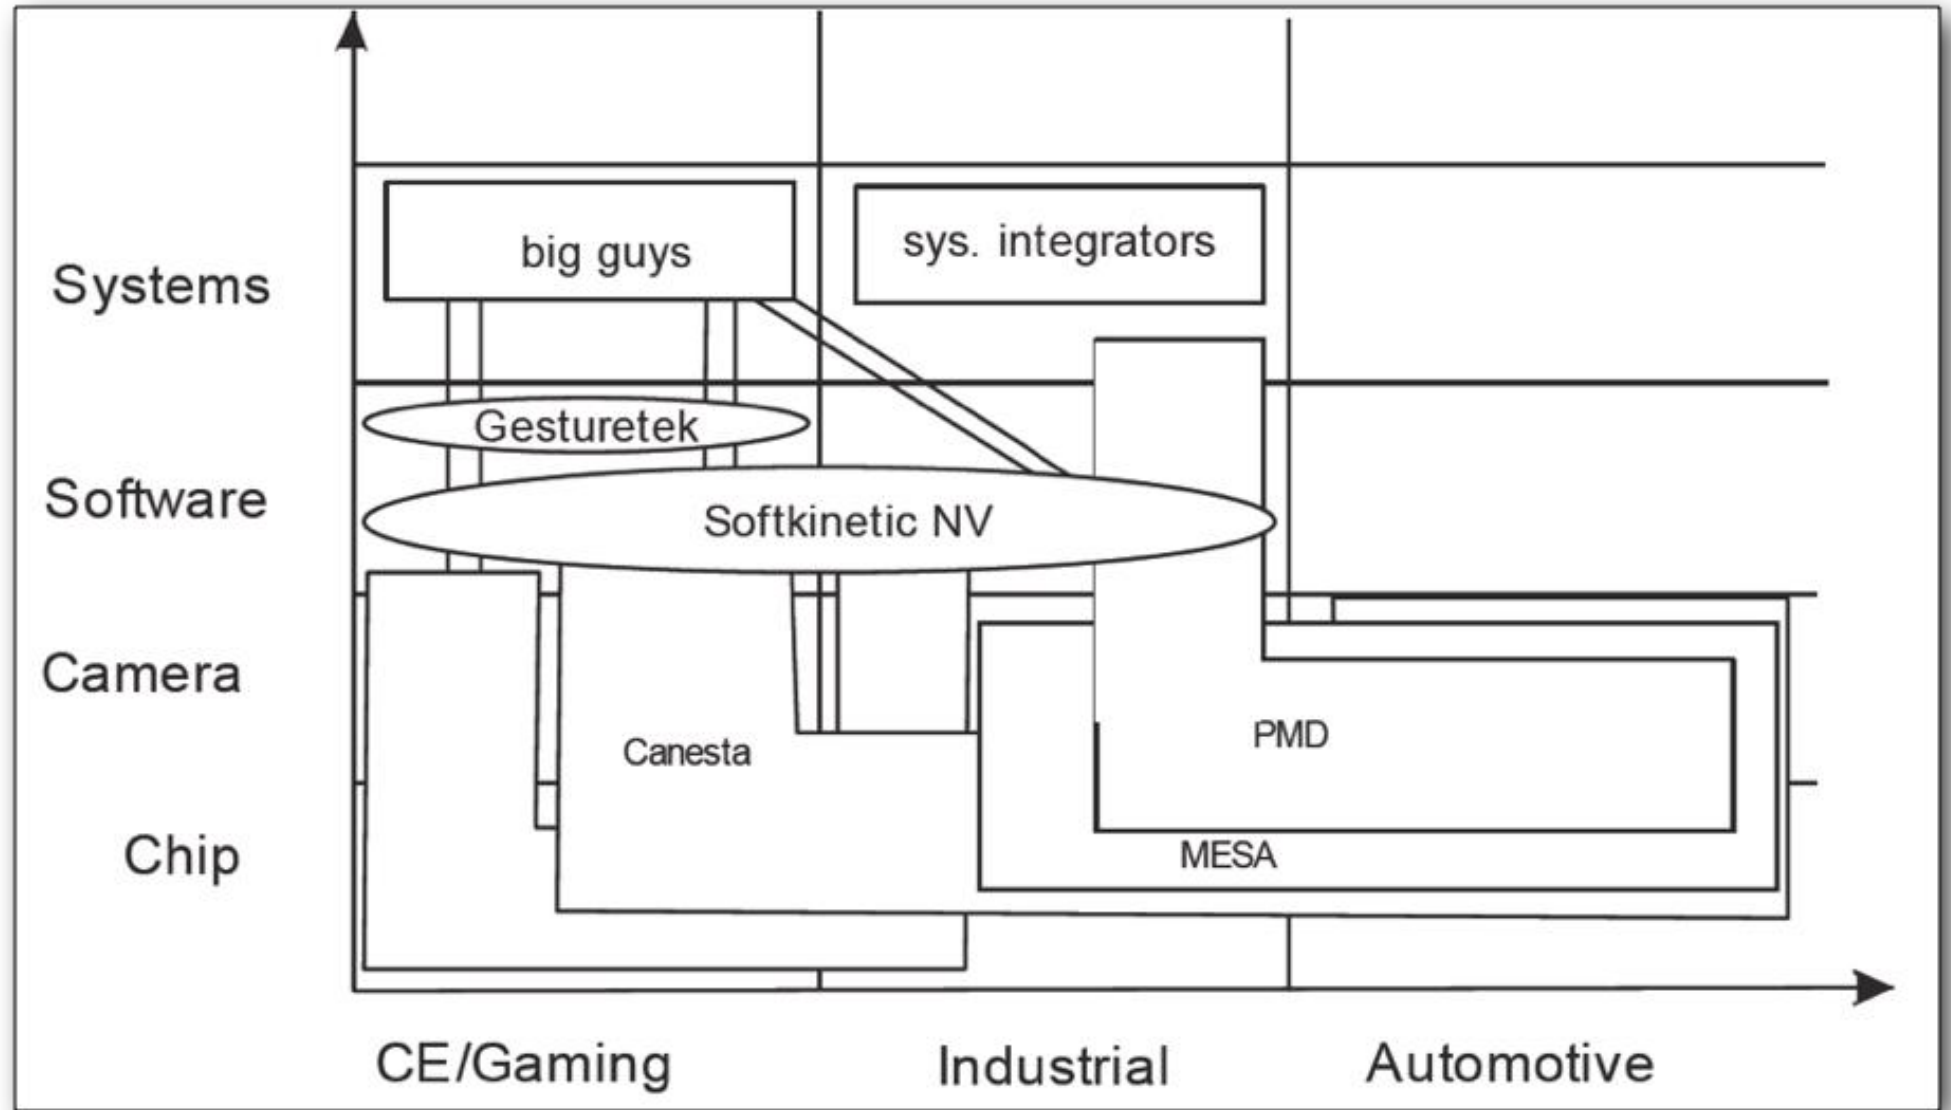 big guys
sys. integrators
Systems
Gesturetek
Software
Softkinetic NV
Camera
Canesta
PMD
Chip
MESA
CE/Gaming
Industrial
Automotive